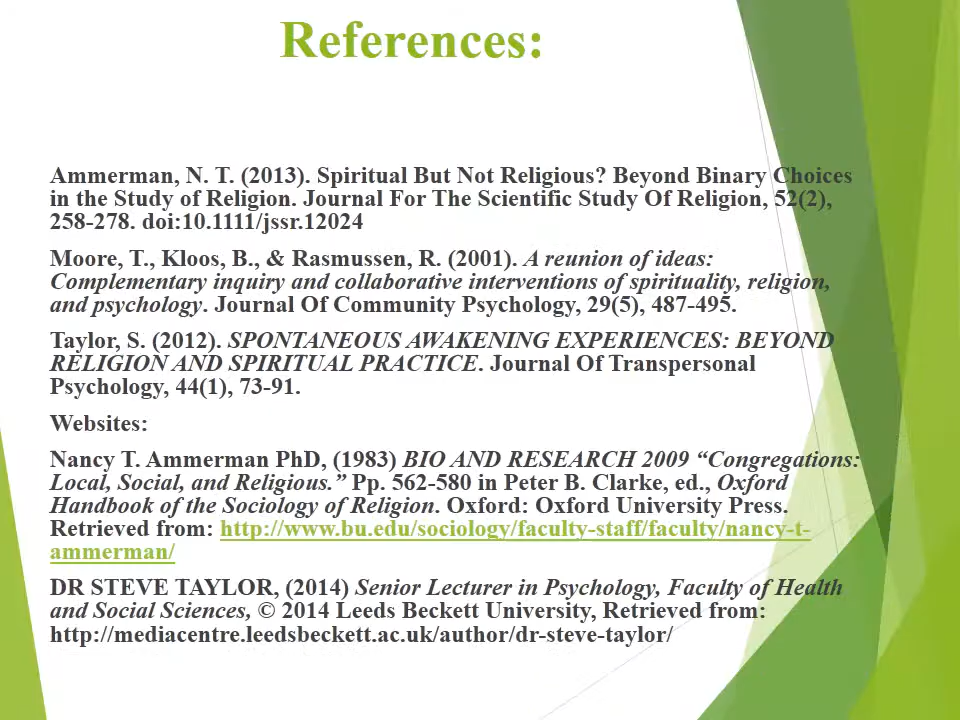 References:
Ammerman, N. T. (2013). Spiritual But Not Religious? Beyond Binary Choices
in the Study of Religion. Journal For The Scientific Study Of Religion, 52(2),
258-278. doi:10.1111/jssr.12024
Moore, T., Kloos, B., & Rasmussen, R. (2001). A reunion of ideas:
Complementary inquiry and collaborative interventions of spirituality, religion,
and psychology. Journal Of Community Psychology, 29(5), 487-495.
Taylor, S. (2012). SPONTANEOUS AWAKENING EXPERIENCES: BEYOND
RELIGION AND SPIRITUAL PRACTICE. Journal Of Transpersonal
Psychology, 44(1), 73-91.
Websites:
Nancy T. Ammerman PhD, (1983) BIO AND RESEARCH 2009 “Congregations:
Local, Social, and Religious.” Pp. 562-580 in Peter B. Clarke, ed., Oxford
Handbook of the Sociology of Religion. Oxford: Oxford University Press.
Retrieved from: http://www.bu.edu/sociology/faculty-staff/faculty/nancy-t-
ammerman/
DR STEVE TAYLOR, (2014) Senior Lecturer in Psychology, Faculty of Health
and Social Sciences, © 2014 Leeds Beckett University, Retrieved from:
http://mediacentre.leedsbeckett.ac.uk/author/dr-steve-taylor/